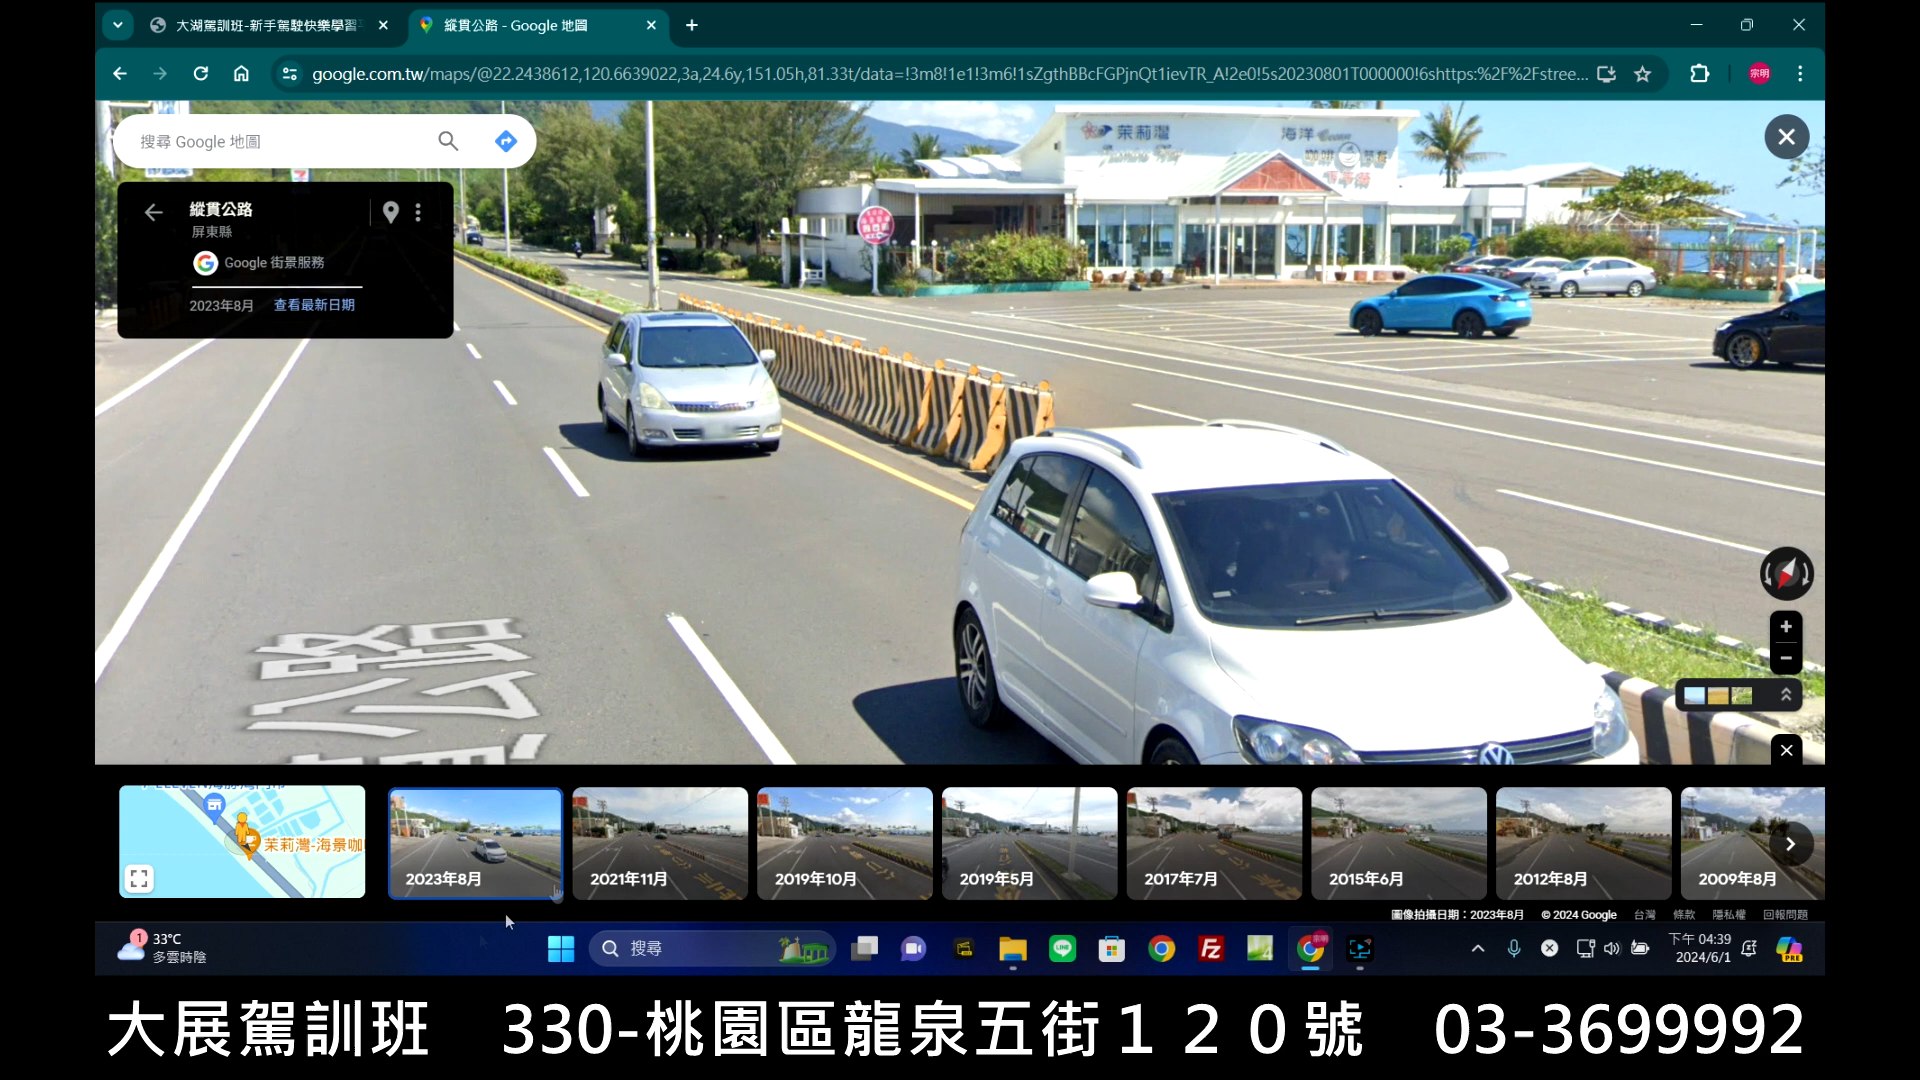 大湖駕訓班-新手駕駛快樂學習
縱貫公路 - Google 地圖
google.com.tw/maps/@22.2438612,120.6639022,3a,24.6y,151.05h,81.33t/data=!3m8!1e1!3m6!1sZgthBBcFGPjnQt1ievTR_A!2e0!5s20230801T000000!6shttps:%2F%2Fstree...
宗明
搜尋 Google 地圖
茉莉灣
海洋
縱貫公路
屏東縣
Google 街景服務
2023年8月 查看最新日期
公路
茉莉灣-海景咖
2023年8月
2021年11月
2019年10月
2019年5月
2017年7月
2015年6月
2012年8月
2009年8月
圖像拍攝日期：2023年8月 © 2024 Google 台灣 條款 隱私權 回報問題
1
33°C
多雲時陰
搜尋
下午 04:39
2024/6/1
大展駕訓班 330-桃園區龍泉五街１２０號 03-3699992